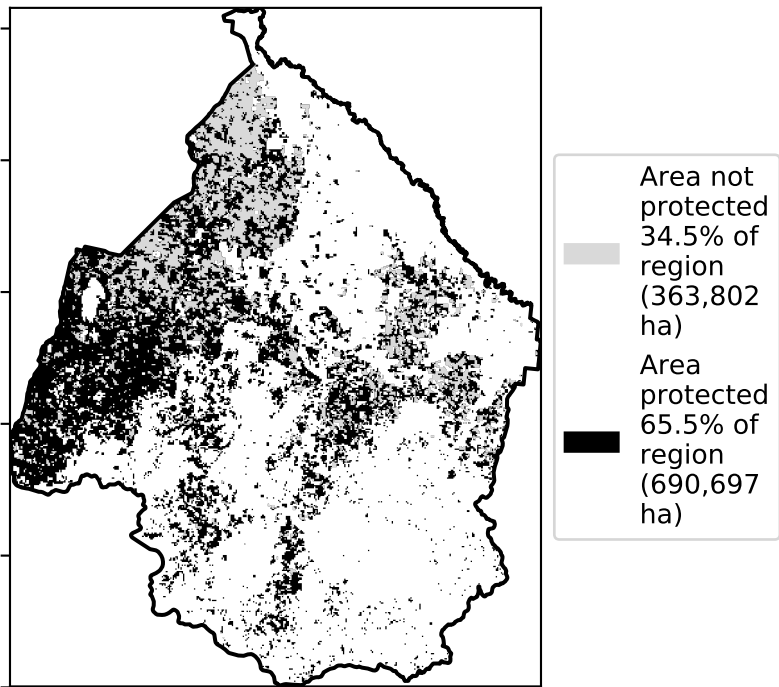 Area not
protected
34.5% of
region
(363,802
ha)
Area
protected
65.5% of
region
(690,697
ha)